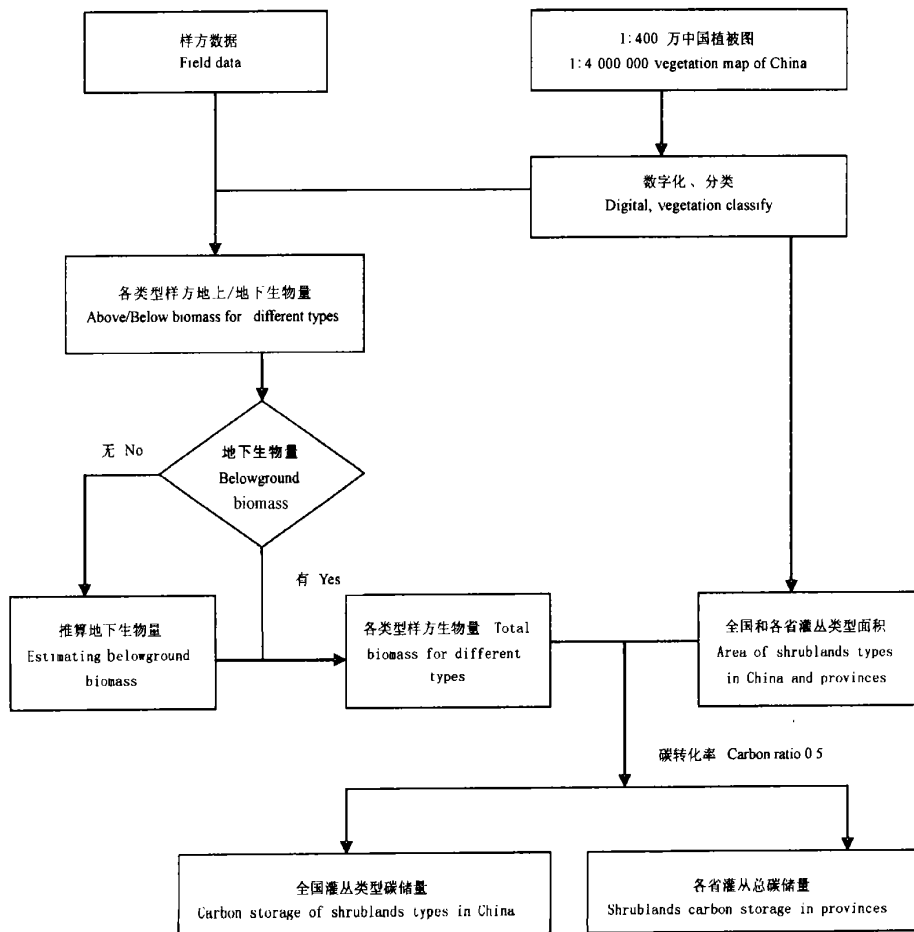 样方数据
Field data
1:400 万中国植被图
1:4 000 000 vegetation map of China
数字化、分类
Digital, vegetation classify
各类型样方地上/地下生物量
Above/Below biomass for different types
无 No
地下生物量
Belowground
biomass
有 Yes
推算地下生物量
Estimating belowground
biomass
各类型样方生物量 Total
biomass for different
types
全国和各省灌丛类型面积
Area of shrublands types
in China and provinces
碳转化率 Carbon ratio 0 5
全国灌丛类型碳储量
Carbon storage of shrublands types in China
各省灌丛总碳储量
Shrublands carbon storage in provinces